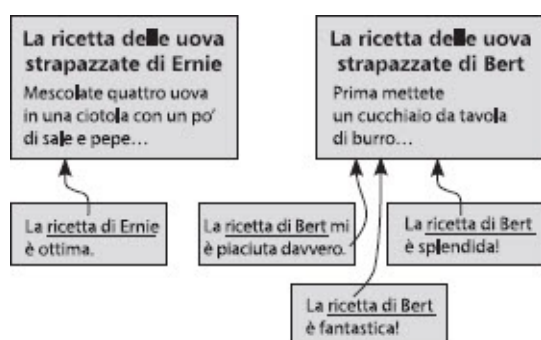 La ricetta delle uova
strapazzate di Ernie
Mescolate quattro uova
in una ciotola con un po'
di sale e pepe…
La ricetta delle uova
strapazzate di Bert
Prima mettete
un cucchiaio da tavola
di burro…
La ricetta di Ernie
è ottima.
La ricetta di Bert mi
è piaciuta davvero.
La ricetta di Bert
è splendida!
La ricetta di Bert
è fantastica!